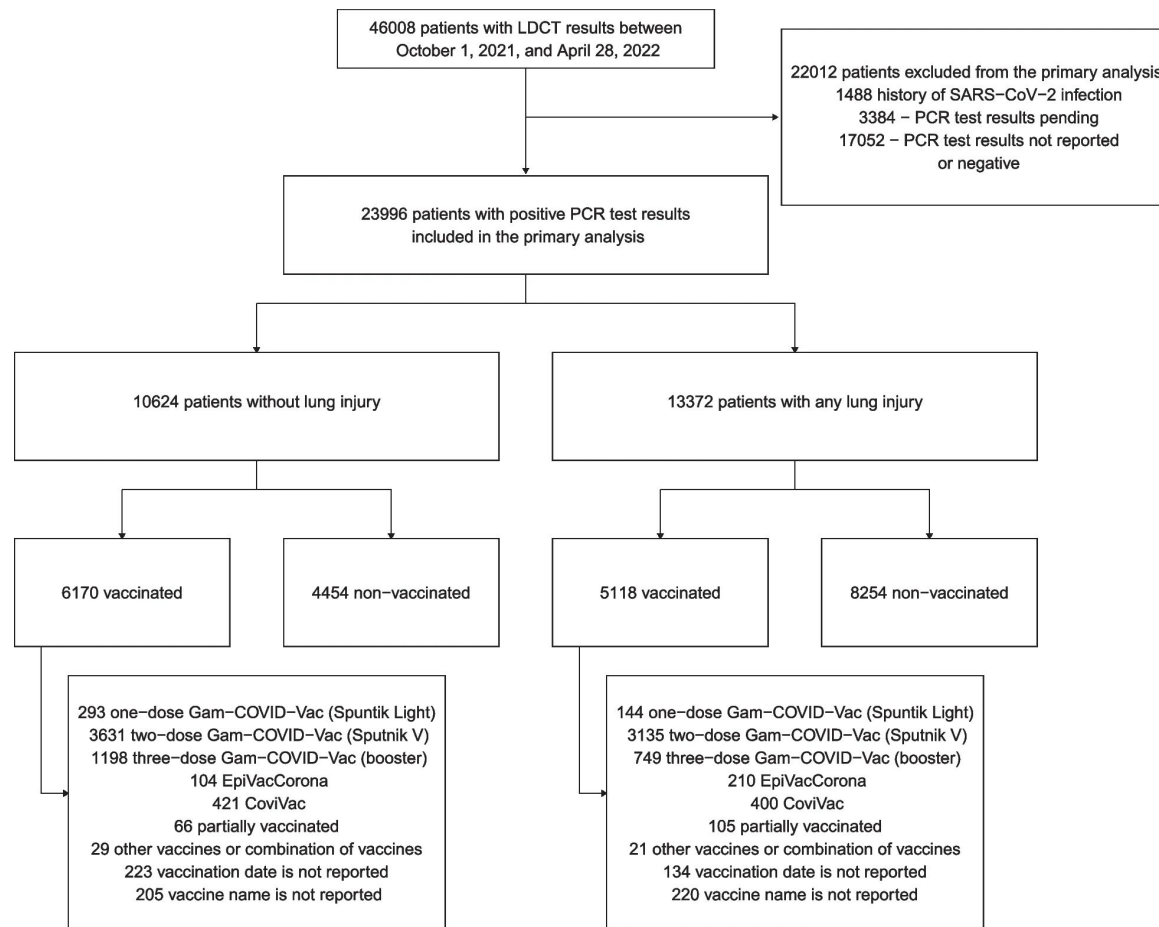 46008 patients with LDCT results between
October 1, 2021, and April 28, 2022
22012 patients excluded from the primary analysis
1488 history of SARS−CoV−2 infection
3384 − PCR test results pending
17052 − PCR test results not reported
or negative
23996 patients with positive PCR test results
included in the primary analysis
10624 patients without lung injury
13372 patients with any lung injury
6170 vaccinated
4454 non−vaccinated
5118 vaccinated
8254 non−vaccinated
293 one−dose Gam−COVID−Vac (Spuntik Light)
3631 two−dose Gam−COVID−Vac (Sputnik V)
1198 three−dose Gam−COVID−Vac (booster)
104 EpiVacCorona
421 CoviVac
66 partially vaccinated
29 other vaccines or combination of vaccines
223 vaccination date is not reported
205 vaccine name is not reported
144 one−dose Gam−COVID−Vac (Spuntik Light)
3135 two−dose Gam−COVID−Vac (Sputnik V)
749 three−dose Gam−COVID−Vac (booster)
210 EpiVacCorona
400 CoviVac
105 partially vaccinated
21 other vaccines or combination of vaccines
134 vaccination date is not reported
220 vaccine name is not reported